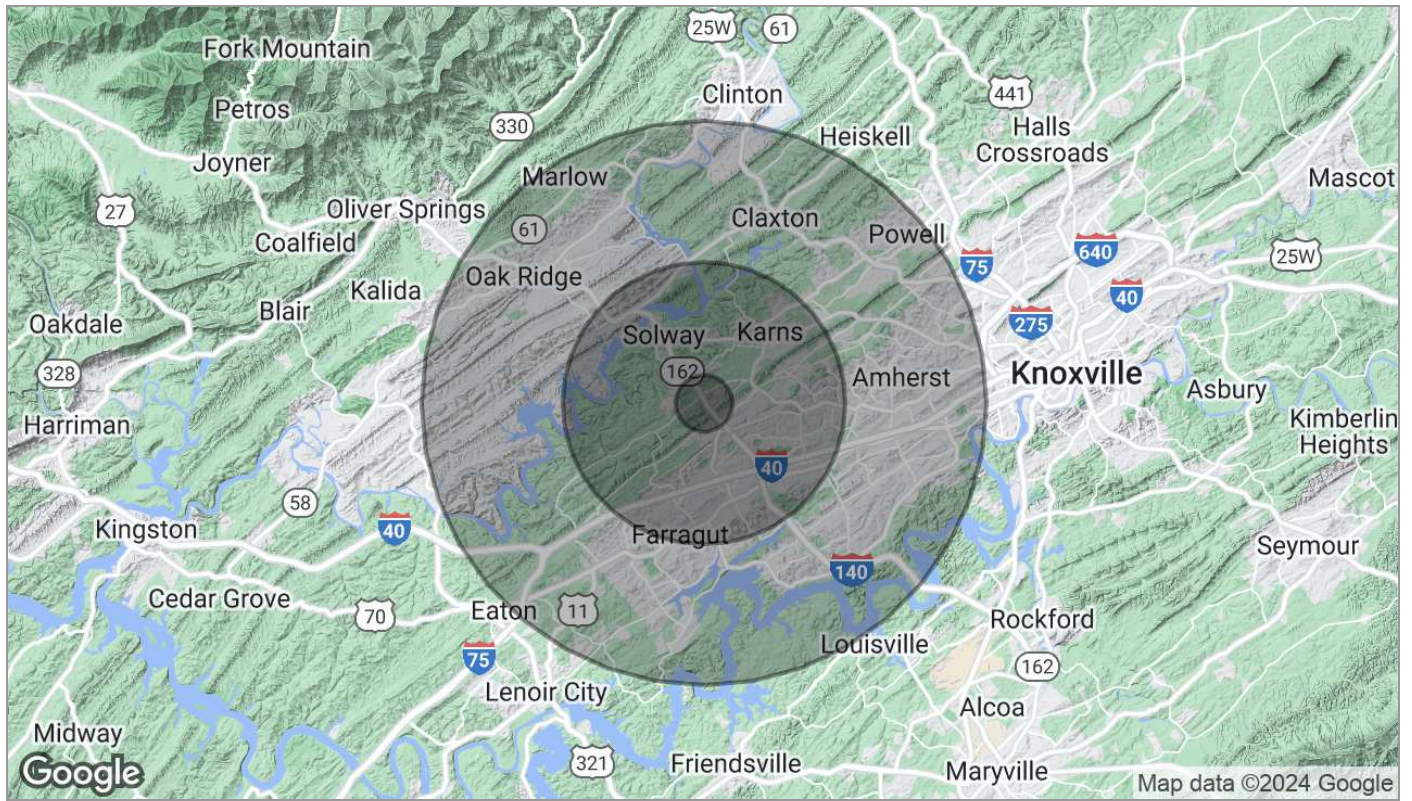 25W
61
Fork Mountain
Clinton
441
Petros
330
Heiskell
Halls
Crossroads
Joyner
Marlow
Mascot
27
Oliver Springs
Claxton
61
Powell
Coalfield
640
25W
75
Oak Ridge
Kalida
40
Blair
Oakdale
Solway
Karns
275
328
162
Amherst
Knoxville
Asbury
Harriman
Kimberlin
Heights
40
58
Kingston
40
Farragut
Seymour
140
Cedar Grove
70
Eaton
11
Rockford
Louisville
75
162
Lenoir City
Alcoa
Midway
321
Friendsville
Maryville
Google
Map data ©2024 Google